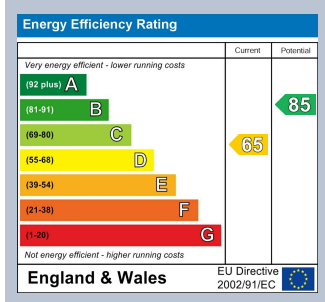 Energy Efficiency Rating
Current Potential
Very energy efficient - lower running costs
(92 plus) A
(81-91) B
85
(69-80) C
65
(55-68) D
(39-54) E
(21-38) F
(1-20) G
Not energy efficient - higher running costs
England & Wales
EU Directive
2002/91/EC